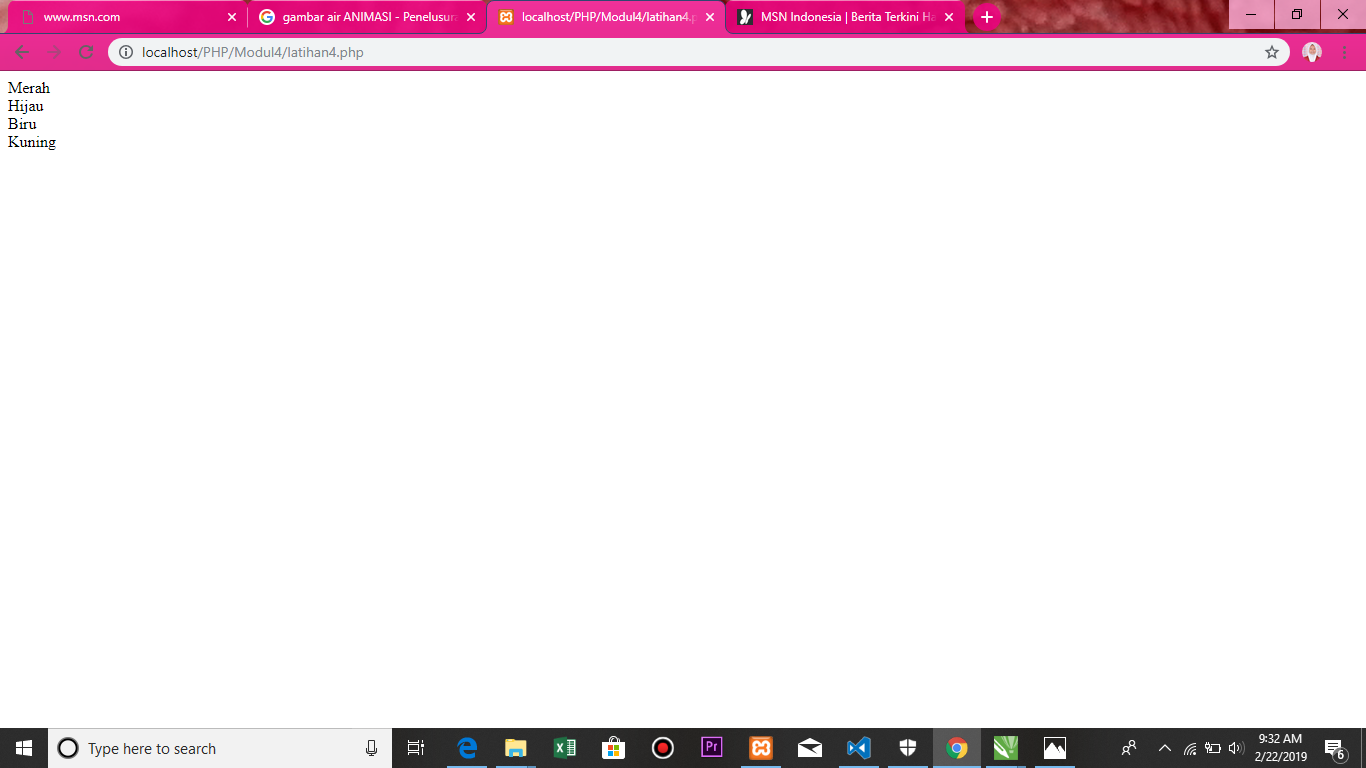 www.msn.com
gambar air ANIMASI - Penelusura
localhost/PHP/Modul4/latihan4.p
MSN Indonesia | Berita Terkini Ha
localhost/PHP/Modul4/latihan4.php
Merah
Hijau
Biru
Kuning
Type here to search
Pr
9:32 AM
2/22/2019
6